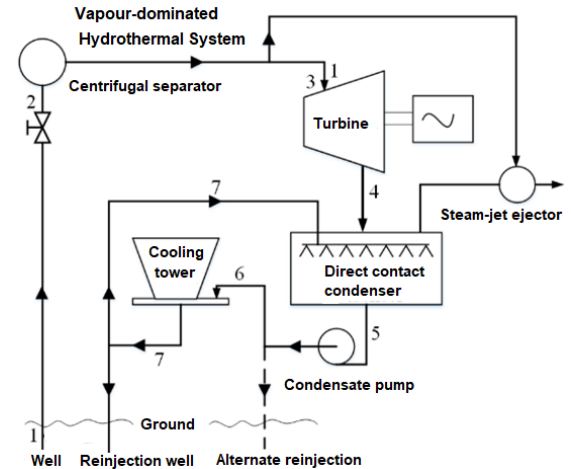 Vapour-dominated
Hydrothermal System
Centrifugal separator
2
3
1
Turbine
4
Steam-jet ejector
7
Cooling
tower
6
Direct contact
condenser
5
7
Condensate pump
Ground
1
Well
Reinjection well
Alternate reinjection